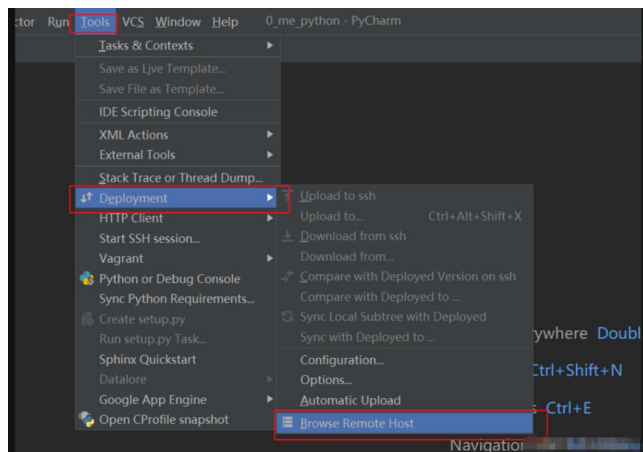 ctor Run Tools VCS Window Help 0_me_python - PyCharm
Tasks & Contexts
Save as Live Template...
Save File as Template...
IDE Scripting Console
XML Actions
External Tools
Stack Trace or Thread Dump...
Deployment
HTTP Client
Start SSH session...
Vagrant
Python or Debug Console
Sync Python Requirements...
Create setup.py
Run setup.py Task...
Sphinx Quickstart
Datalore
Google App Engine
Open CProfile snapshot
Upload to ssh
Upload to... Ctrl+Alt+Shift+X
Download from ssh
Download from...
Compare with Deployed Version on ssh
Compare with Deployed to ...
Sync Local Subtree with Deployed
Sync with Deployed to ...
Configuration...
Options...
Automatic Upload
Browse Remote Host
ywhere Doubl
Ctrl+Shift+N
s Ctrl+E
Navigation